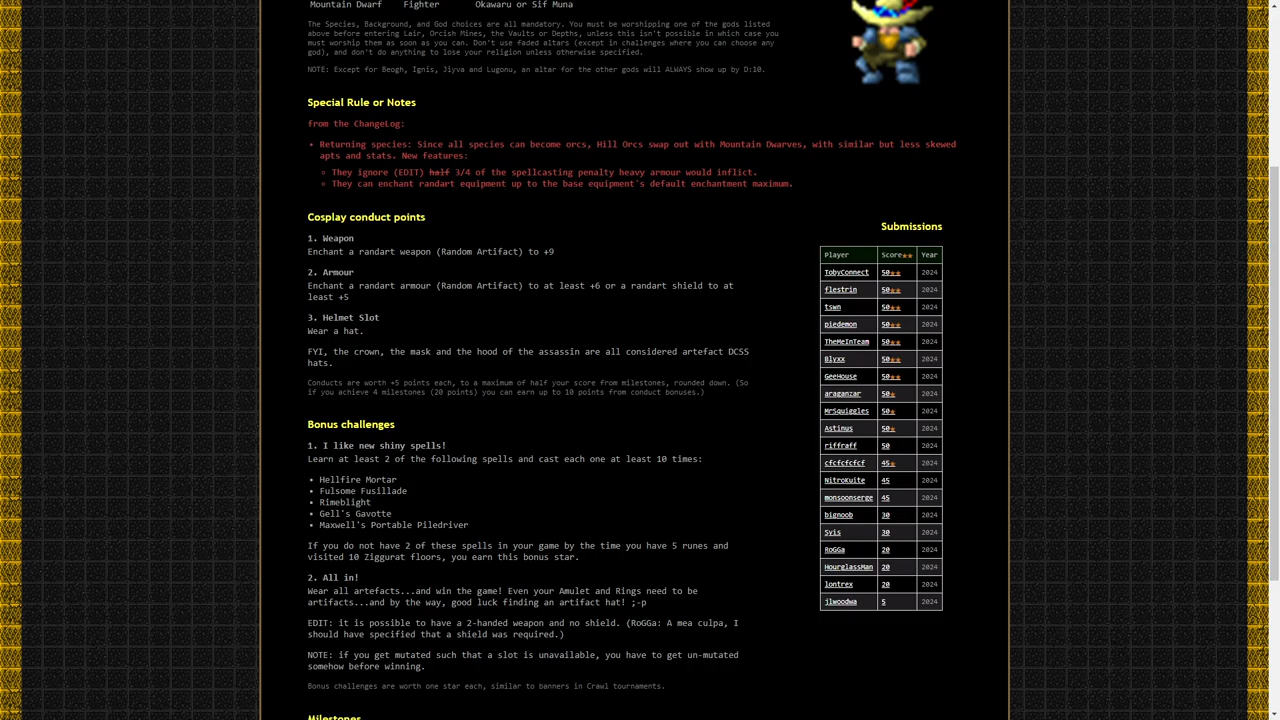 Mountain Dwarf Fighter Okawaru or Sif Muna
The Species, Background, and God choices are all mandatory. You must be worshipping one of the gods listed
above before entering Lair, Orcish Mines, the Vaults or Depths, unless this isn't possible in which case you
must worship them as soon as you can. Don't use faded altars (except in challenges where you can choose any
god), and don't do anything to lose your religion unless otherwise specified.
NOTE: Except for Beogh, Ignis, Jiyva and Lugonu, an altar for the other gods will ALWAYS show up by D:10.
Special Rule or Notes
from the ChangeLog:
• Returning species: Since all species can become orcs, Hill Orcs swap out with Mountain Dwarves, with similar but less skewed
apts and stats. New features:
They ignore (EDIT) half 3/4 of the spellcasting penalty heavy armour would inflict.
They can enchant randart equipment up to the base equipment's default enchantment maximum.
Cosplay conduct points
1. Weapon
Enchant a randart weapon (Random Artifact) to +9
2. Armour
Enchant a randart armour (Random Artifact) to at least +6 or a randart shield to at
least +5
3. Helmet Slot
Wear a hat.
FYI, the crown, the mask and the hood of the assassin are all considered artefact DCSS
hats.
Conducts are worth +5 points each, to a maximum of half your score from milestones, rounded down. (So
if you achieve 4 milestones (20 points) you can earn up to 10 points from conduct bonuses.)
Bonus challenges
1. I like new shiny spells!
Learn at least 2 of the following spells and cast each one at least 10 times:
Hellfire Mortar
Fulsome Fusillade
Rimeblight
Gell's Gavotte
Maxwell's Portable Piledriver
If you do not have 2 of these spells in your game by the time you have 5 runes and
visited 10 Ziggurat floors, you earn this bonus star.
2. All in!
Wear all artefacts...and win the game! Even your Amulet and Rings need to be
artifacts...and by the way, good luck finding an artifact hat! ;-p
EDIT: it is possible to have a 2-handed weapon and no shield. (RoGGa: A mea culpa, I
should have specified that a shield was required.)
NOTE: if you get mutated such that a slot is unavailable, you have to get un-mutated
somehow before winning.
Bonus challenges are worth one star each, similar to banners in Crawl tournaments.
Milestones
Submissions
Player Score★★ Year
TobyConnect 50★★ 2024
flestrin 50★★ 2024
tswn 50★★ 2024
piedemon 50★★ 2024
TheMeInTeam 50★★ 2024
Blyxx 50★★ 2024
GeeHouse 50★★ 2024
araganzar 50★ 2024
MrSquiggles 50★ 2024
Astinus 50★ 2024
riffraff 50 2024
cfcfcfcfcf 45★ 2024
NitroKuite 45 2024
monsoonserge 45 2024
bignoob 30 2024
Syis 30 2024
RoGGa 20 2024
HourglassMan 20 2024
lontrex 20 2024
jlwoodwa 5 2024